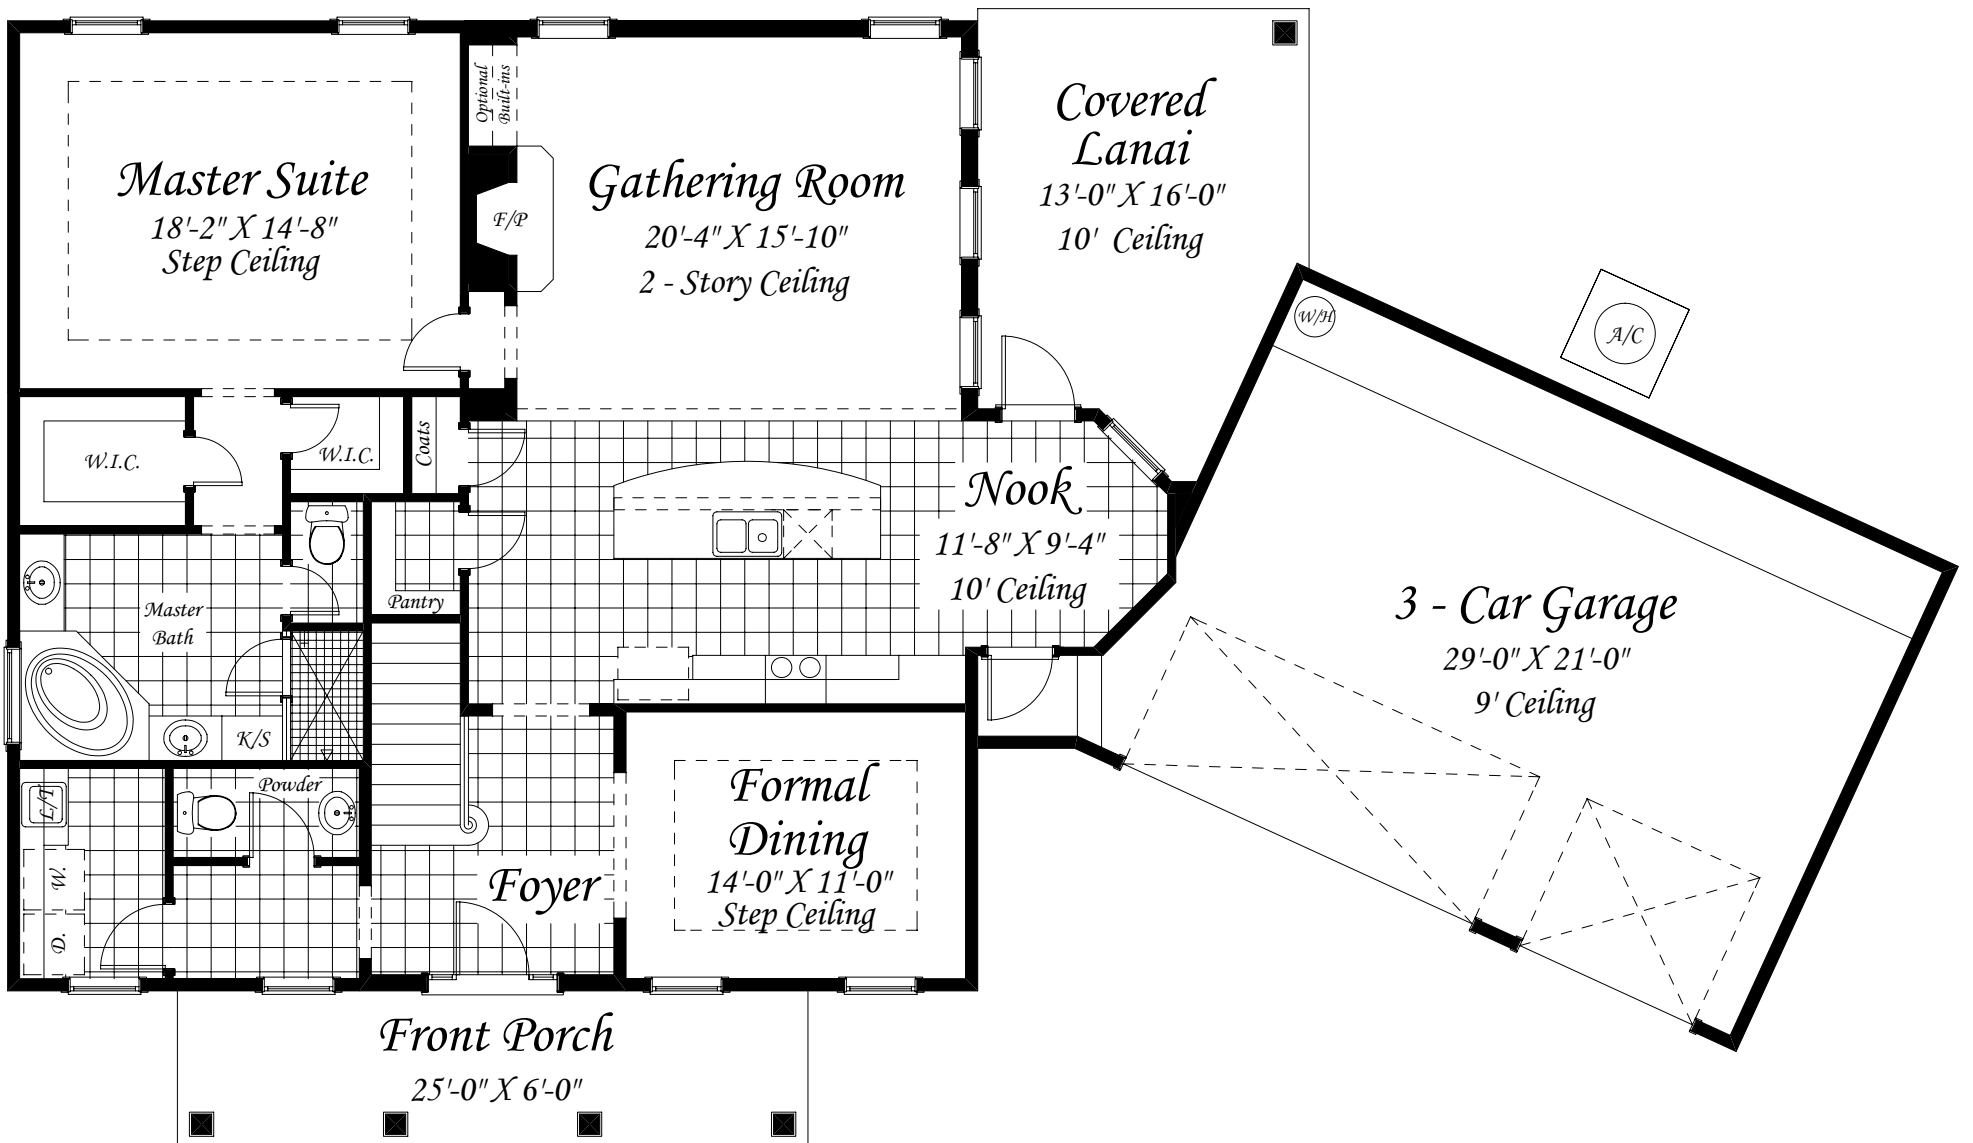 Optional
Built-ins
Master Suite
18'-2" X 14'-8"
Step Ceiling
F/P
Gathering Room
20'-4" X 15'-10"
2 - Story Ceiling
Covered
Lanai
13'-0" X 16'-0"
10' Ceiling
W/H
A/C
W.I.C.
W.I.C.
Coats
Nook
11'-8" X 9'-4"
10' Ceiling
Pantry
Master
Bath
K/S
3 - Car Garage
29'-0" X 21'-0"
9' Ceiling
L/T
Powder
W.
D.
Foyer
Formal
Dining
14'-0" X 11'-0"
Step Ceiling
Front Porch
25'-0" X 6'-0"